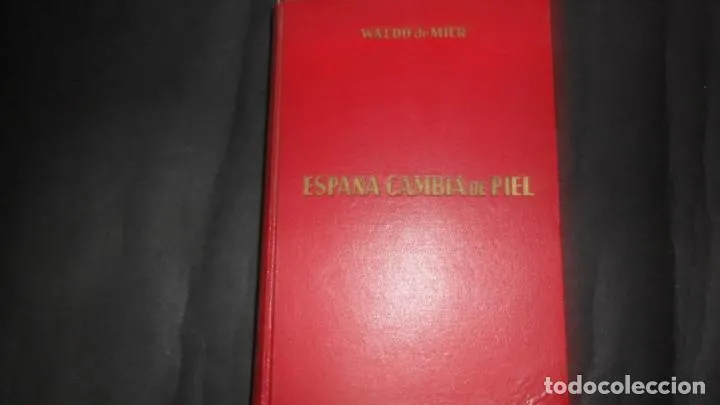 WALDO de MIER
ESPAÑA CAMBIA DE PIEL
todocoleccion